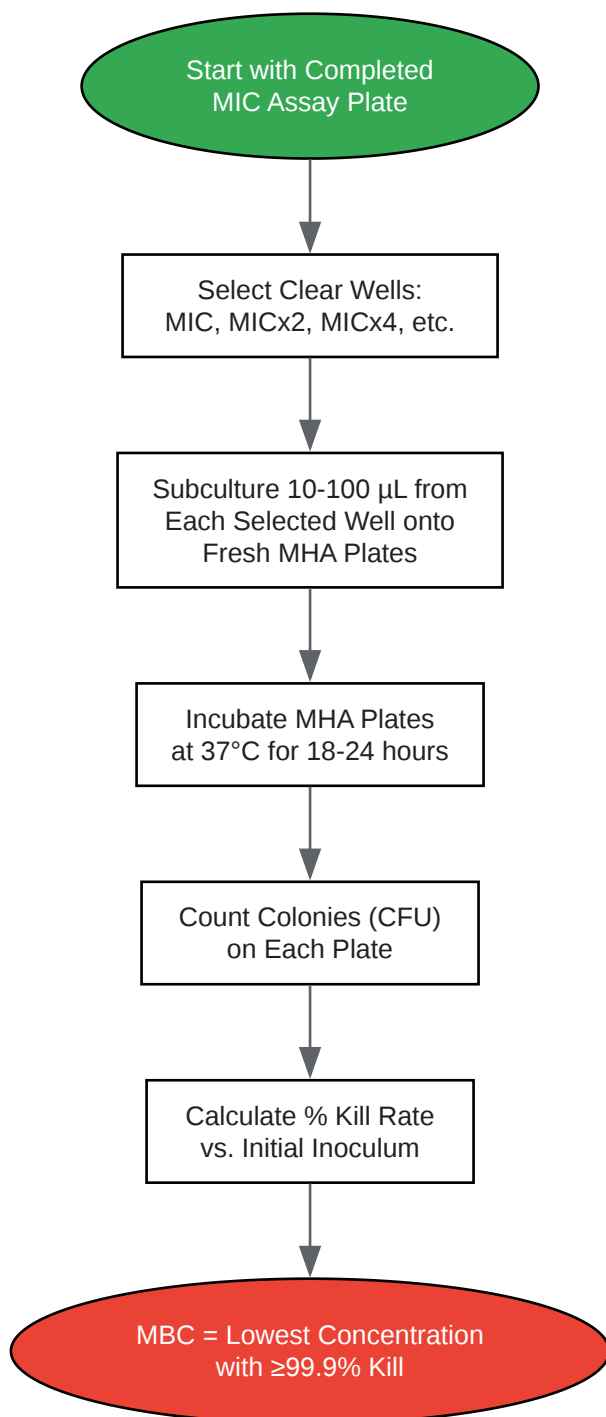 Start with Completed
MIC Assay Plate
Select Clear Wells:
MIC, MICx2, MICx4, etc.
Subculture 10-100 µL from
Each Selected Well onto
Fresh MHA Plates
Incubate MHA Plates
at 37°C for 18-24 hours
Count Colonies (CFU)
on Each Plate
Calculate % Kill Rate
vs. Initial Inoculum
MBC = Lowest Concentration
with ≥99.9% Kill